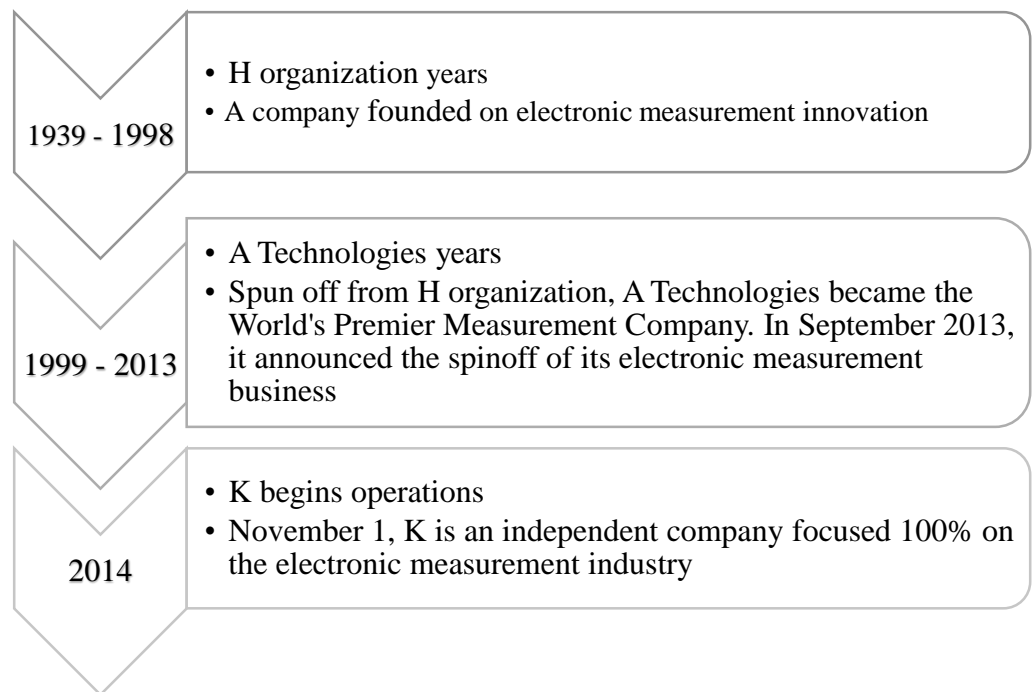 1939 - 1998
• H organization years
• A company founded on electronic measurement innovation
1999 - 2013
• A Technologies years
• Spun off from H organization, A Technologies became the
World's Premier Measurement Company. In September 2013,
it announced the spinoff of its electronic measurement
business
2014
• K begins operations
• November 1, K is an independent company focused 100% on
the electronic measurement industry